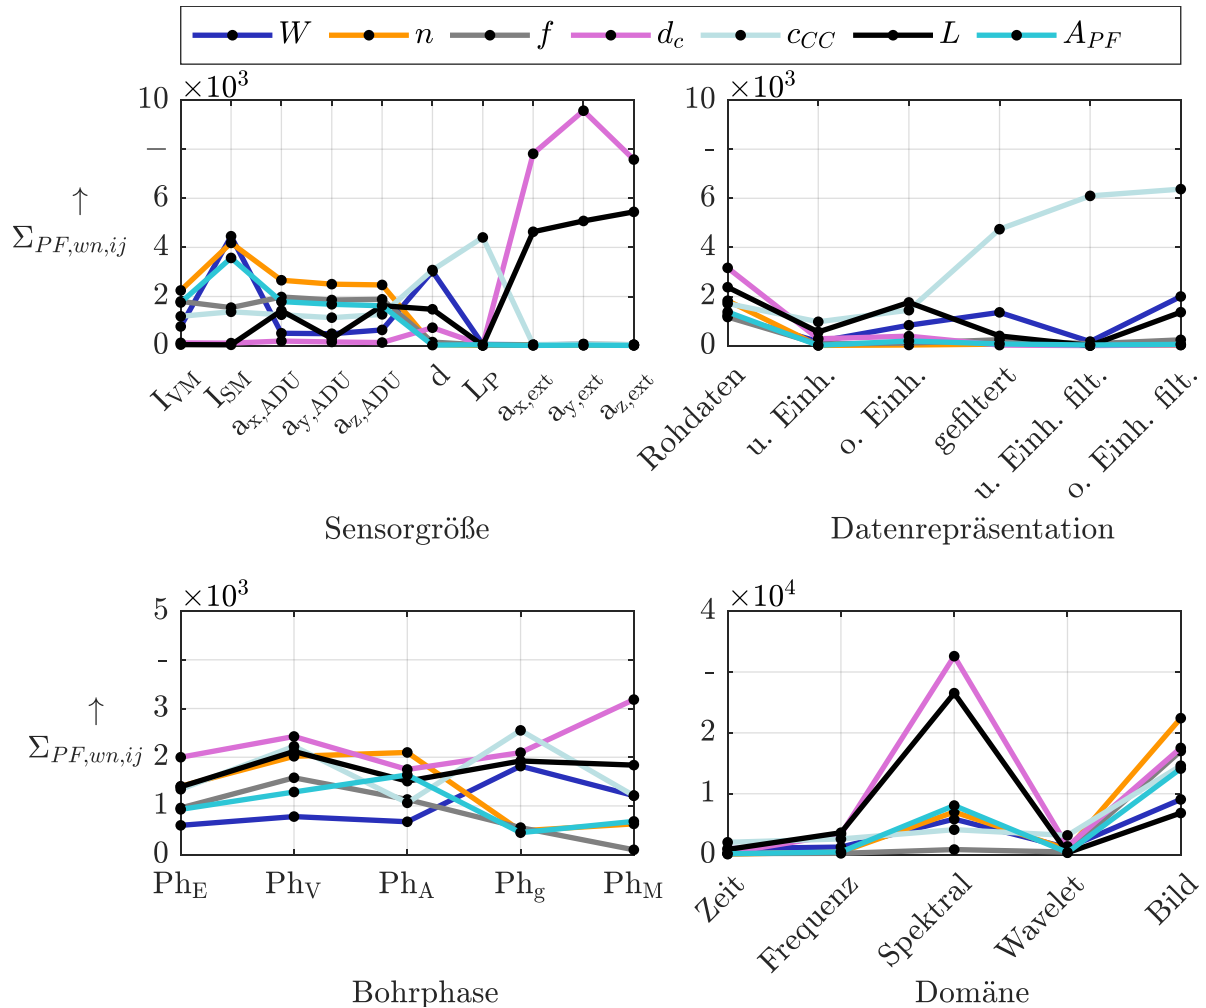 W n f d_c c_CC L A_PF
×10³ ×10³
10 – 6 4 2 0
10 8 - 6 4 2 0
↑
Σ_PF,wn,ij
I_VM I_SM a_x,ADU a_y,ADU a_z,ADU d L_P a_x,ext a_y,ext a_z,ext
Rohdaten u. Einh. o. Einh. gefiltert u. Einh. filt. o. Einh. filt.
Sensorgröße Datenrepräsentation
×10³ ×10⁴
5 - 3 2 1 0
4 - 2 1 0
↑
Σ_PF,wn,ij
Ph_E Ph_V Ph_A Ph_g Ph_M
Zeit Frequenz Spektral Wavelet Bild
Bohrphase Domäne